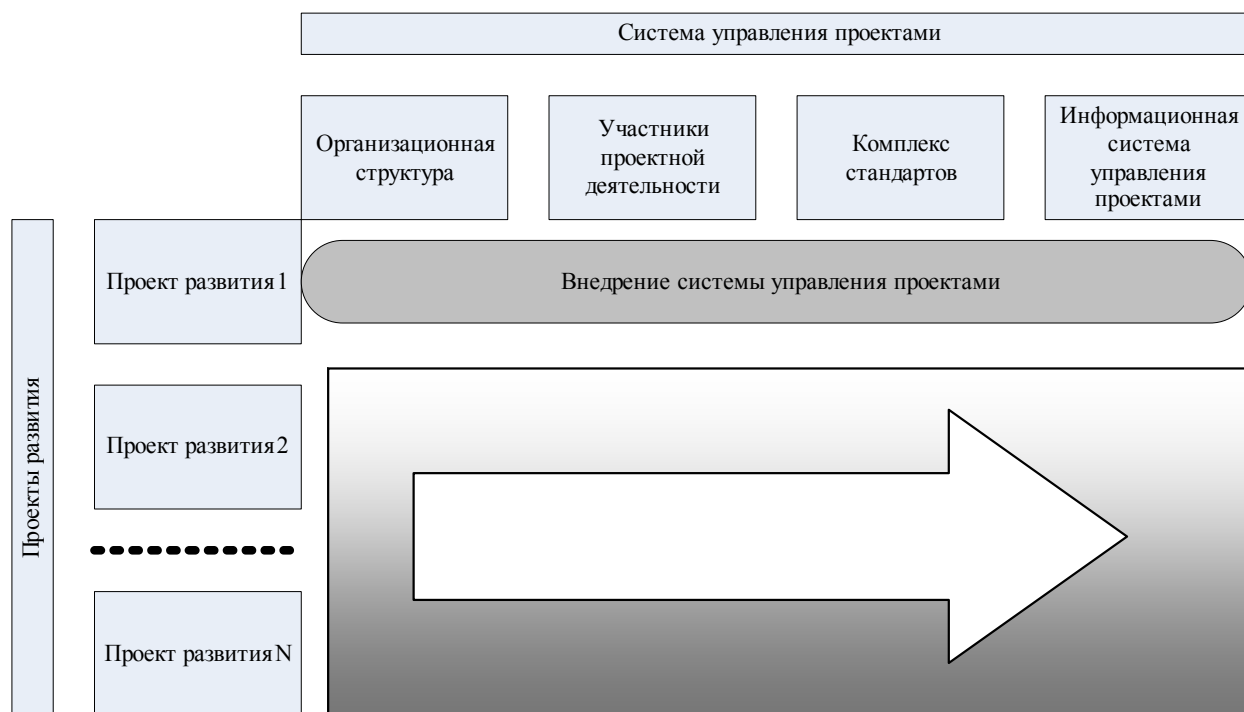 Система управления проектами
Организационная
структура
Участники
проектной
деятельности
Комплекс
стандартов
Информационная
система
управления
проектами
Проекты развития
Проект развития 1
Внедрение системы управления проектами
Проект развития 2
Проект развития N